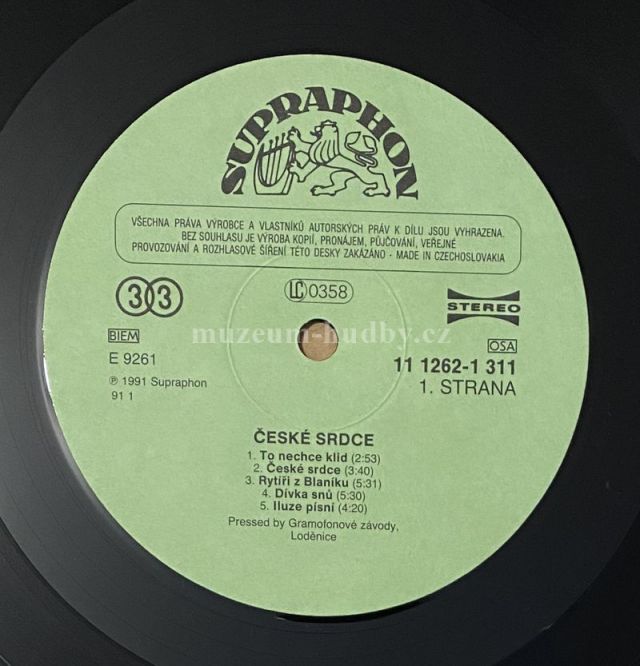 SUPRAPHON
VŠECHNA PRÁVA VÝROBCE A VLASTNÍKŮ AUTORSKÝCH PRÁV K DÍLU JSOU VYHRAZENA.
BEZ SOUHLASU JE VÝROBA KOPIÍ, PRONÁJEM, PŮJČOVÁNÍ, VEŘEJNÉ
PROVOZOVÁNÍ A ROZHLASOVÉ ŠÍŘENÍ TÉTO DESKY ZAKÁZÁNO - MADE IN CZECHOSLOVAKIA
33
LC 0358
STEREO
muzeum-hudby.cz
BIEM
OSA
E 9261
11 1262-1 311
℗ 1991 Supraphon
1. STRANA
91 1
ČESKÉ SRDCE
1. To nechce klid (2:53)
2. České srdce (3:40)
3. Rytíři z Blaníku (5:31)
4. Dívka snů (5:30)
5. Iluze písní (4:20)
Pressed by Gramofonové závody,
Loděnice